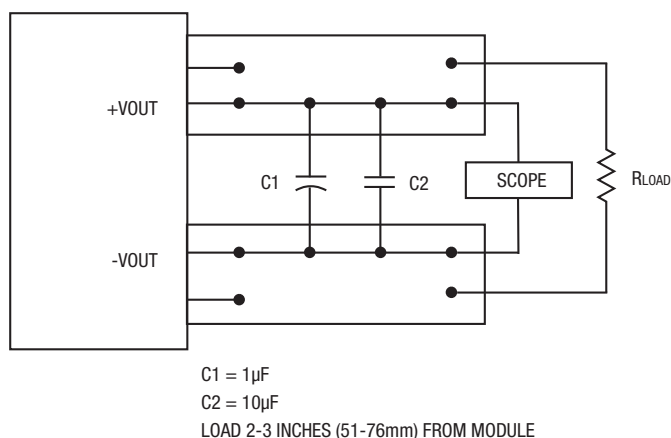 +VOUT
C1
C2
SCOPE
RLOAD
-VOUT
C1 = 1µF
C2 = 10µF
LOAD 2-3 INCHES (51-76mm) FROM MODULE